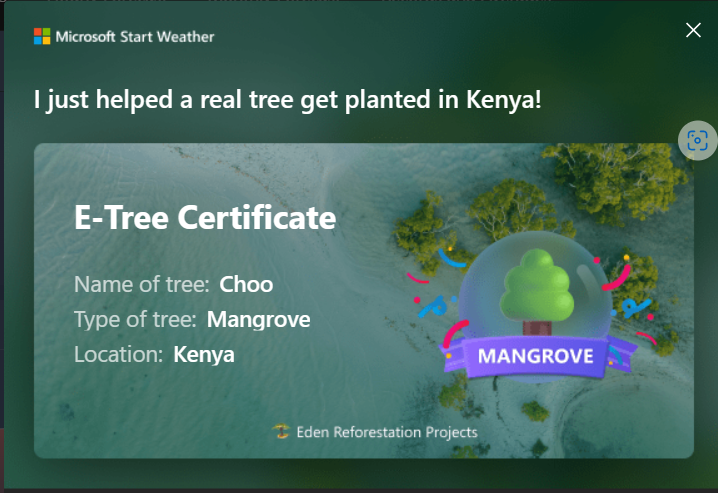 Microsoft Start Weather
I just helped a real tree get planted in Kenya!
E-Tree Certificate
Name of tree: Choo
Type of tree: Mangrove
Location: Kenya
MANGROVE
Eden Reforestation Projects